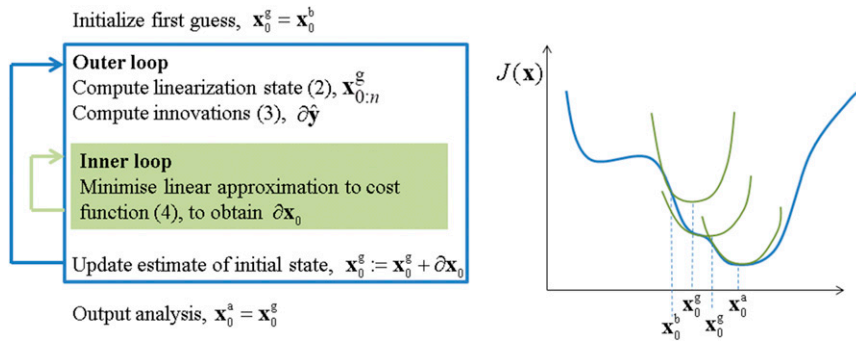 Initialize first guess, x₀ᵍ = x₀ᵇ
Outer loop
Compute linearization state (2), x₀:ₙᵍ
Compute innovations (3), ∂ŷ
Inner loop
Minimise linear approximation to cost
function (4), to obtain ∂x₀
Update estimate of initial state, x₀ᵍ := x₀ᵍ + ∂x₀
Output analysis, x₀ᵃ = x₀ᵍ
J(x)
x₀ᵍ x₀ᵃ
x₀ᵇ x₀ᵍ